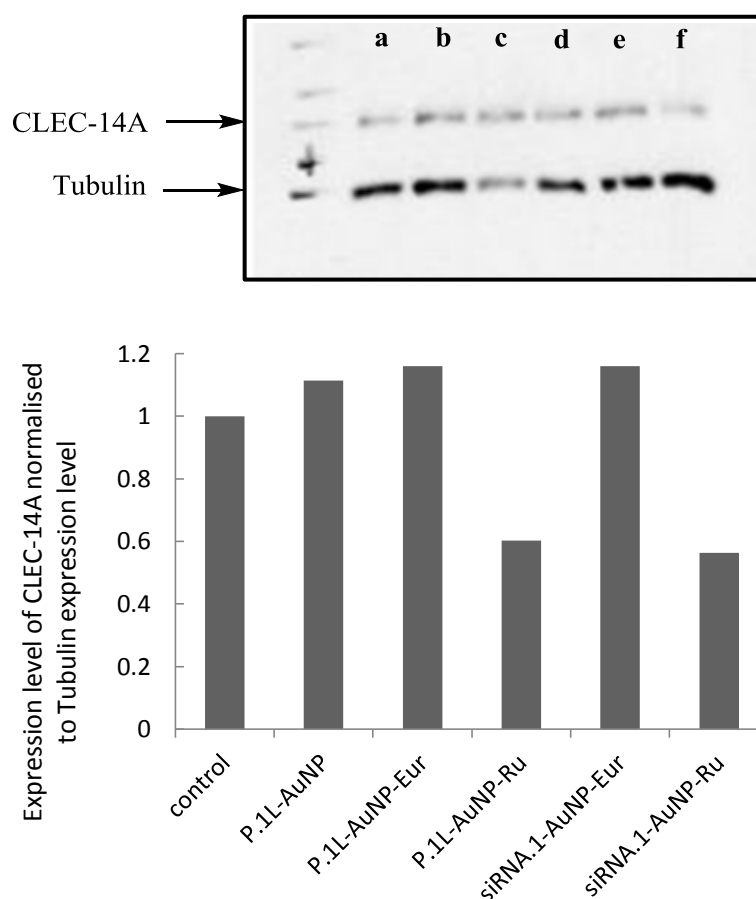 a b c d e f
CLEC-14A
Tubulin
Expression level of CLEC-14A normalised
to Tubulin expression level
1.2
1
0.8
0.6
0.4
0.2
0
control
P.1L-AuNP
P.1L-AuNP-Eur
P.1L-AuNP-Ru
siRNA.1-AuNP-Eur
siRNA.1-AuNP-Ru